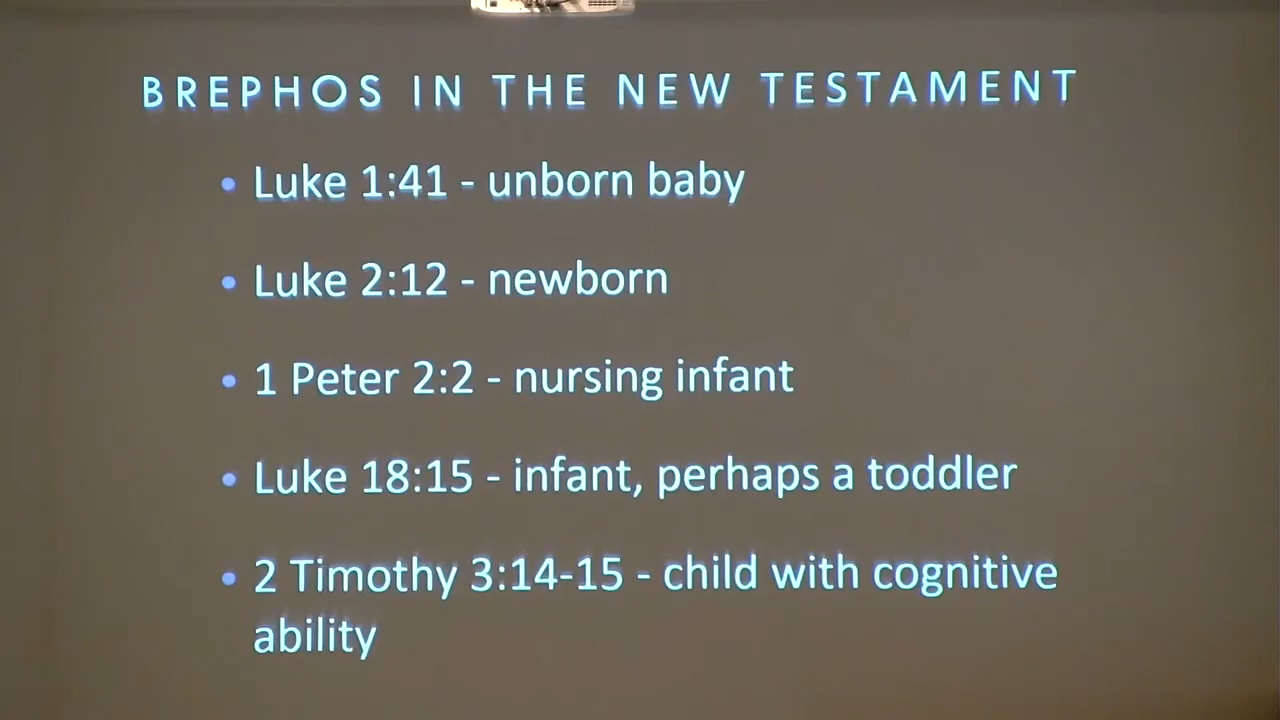 BREPHOS IN THE NEW TESTAMENT
• Luke 1:41 - unborn baby
• Luke 2:12 - newborn
• 1 Peter 2:2 - nursing infant
• Luke 18:15 - infant, perhaps a toddler
• 2 Timothy 3:14-15 - child with cognitive
ability